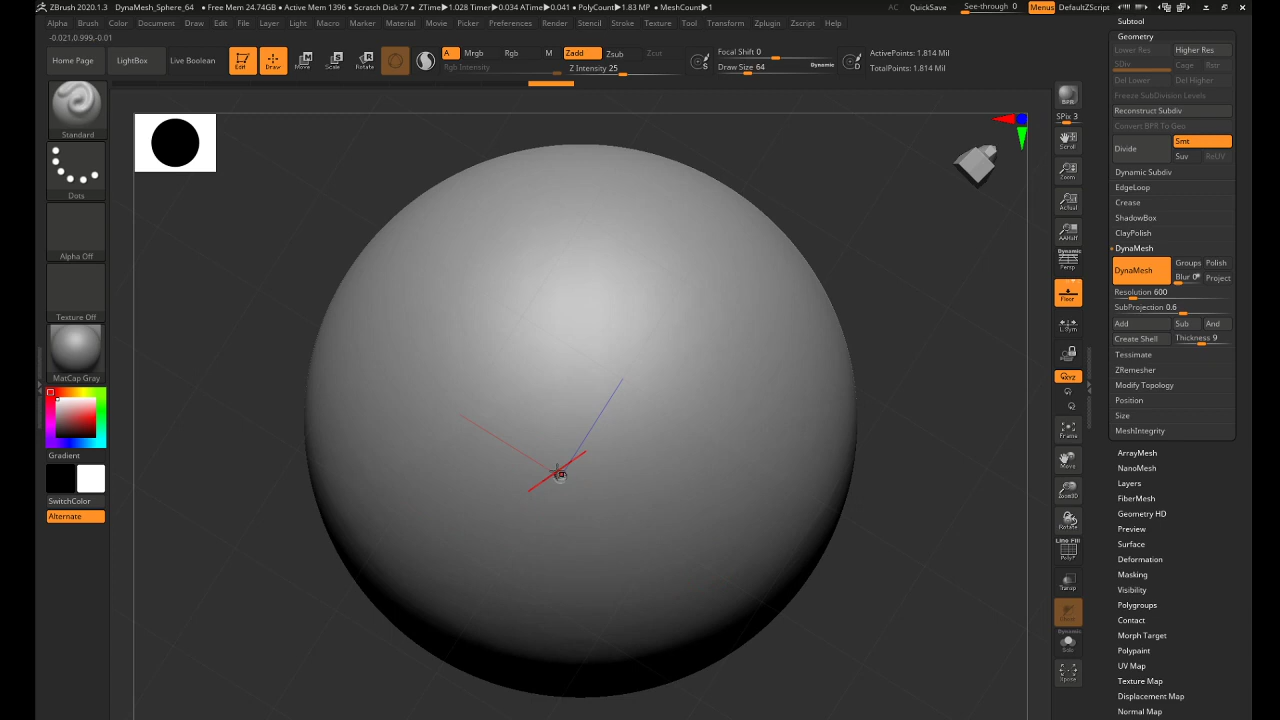 ZBrush 2020.1.3 DynaMesh_Sphere_64 • Free Mem 24.74GB • Active Mem 1396 • Scratch Disk 77 • ZTime►1.028 Timer►0.034 ATime►0.041 • PolyCount►1.83 MP • MeshCount►1 AC QuickSave See-through 0 Menus DefaultZScript
Alpha Brush Color Document Draw Edit File Layer Light Macro Marker Material Movie Picker Preferences Render Stencil Stroke Texture Tool Transform Zplugin Zscript Help
-0.021,0.999,-0.01
Home Page LightBox Live Boolean Edit Draw Move Scale Rotate
A Mrgb Rgb M Zadd Zsub Zcut
Rgb Intensity Z Intensity 25
S Focal Shift 0
Draw Size 64 Dynamic D
ActivePoints: 1.814 Mil
TotalPoints: 1.814 Mil
Standard
Dots
Alpha Off
Texture Off
MatCap Gray
Gradient
SwitchColor
Alternate
BPR
SPix 3
Scroll
Zoom
Actual
AAHalf
Dynamic
Persp
Floor
L.Sym
XYZ
Frame
Move
Zoom3D
Rotate
Line Fill
PolyF
Transp
Ghost
Dynamic
Solo
Xpose
Subtool
Geometry
Lower Res Higher Res
SDiv Cage Rstr
Del Lower Del Higher
Freeze SubDivision Levels
Reconstruct Subdiv
Convert BPR To Geo
Divide Smt
Suv ReUV
Dynamic Subdiv
EdgeLoop
Crease
ShadowBox
ClayPolish
DynaMesh
DynaMesh Groups Polish
Blur 0 Project
Resolution 600
SubProjection 0.6
Add Sub And
Create Shell Thickness 9
Tessimate
ZRemesher
Modify Topology
Position
Size
MeshIntegrity
ArrayMesh
NanoMesh
Layers
FiberMesh
Geometry HD
Preview
Surface
Deformation
Masking
Visibility
Polygroups
Contact
Morph Target
Polypaint
UV Map
Texture Map
Displacement Map
Normal Map